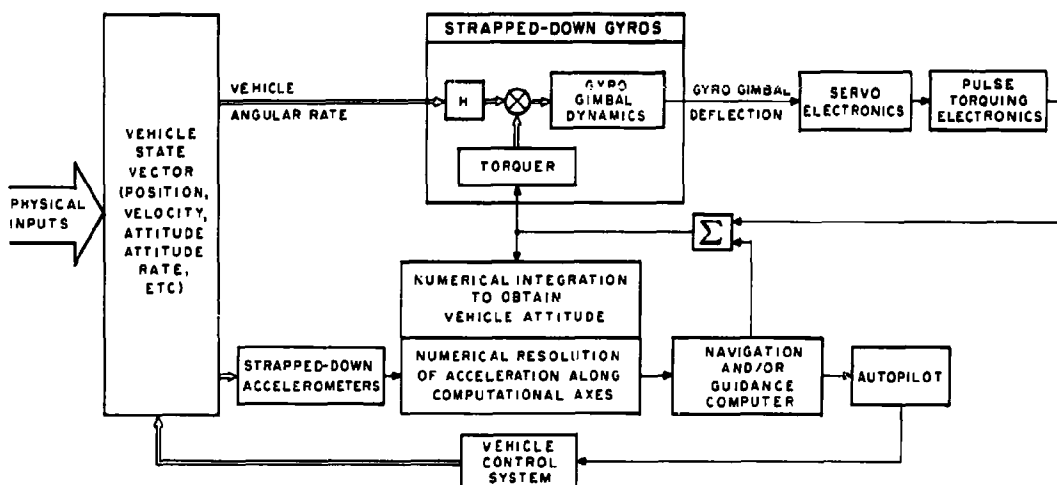 STRAPPED-DOWN GYROS
VEHICLE
ANGULAR RATE
H
GYRO
GIMBAL
DYNAMICS
GYRO GIMBAL
DEFLECTION
SERVO
ELECTRONICS
PULSE
TORQUING
ELECTRONICS
TORQUER
PHYSICAL
INPUTS
VEHICLE
STATE
VECTOR
(POSITION,
VELOCITY,
ATTITUDE
ATTITUDE
RATE,
ETC)
Σ
NUMERICAL INTEGRATION
TO OBTAIN
VEHICLE ATTITUDE
STRAPPED-DOWN
ACCELEROMETERS
NUMERICAL RESOLUTION
OF ACCELERATION ALONG
COMPUTATIONAL AXES
NAVIGATION
AND/OR
GUIDANCE
COMPUTER
AUTOPILOT
VEHICLE
CONTROL
SYSTEM